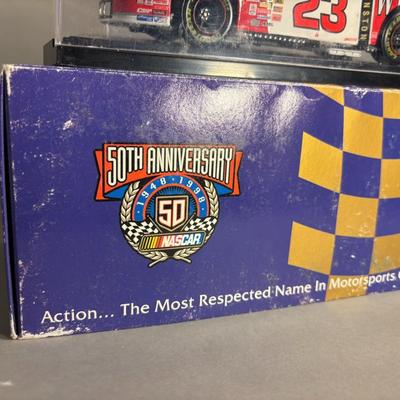 23
50TH ANNIVERSARY
1948 • 1998
50
NASCAR
Action... The Most Respected Name In Motorsports